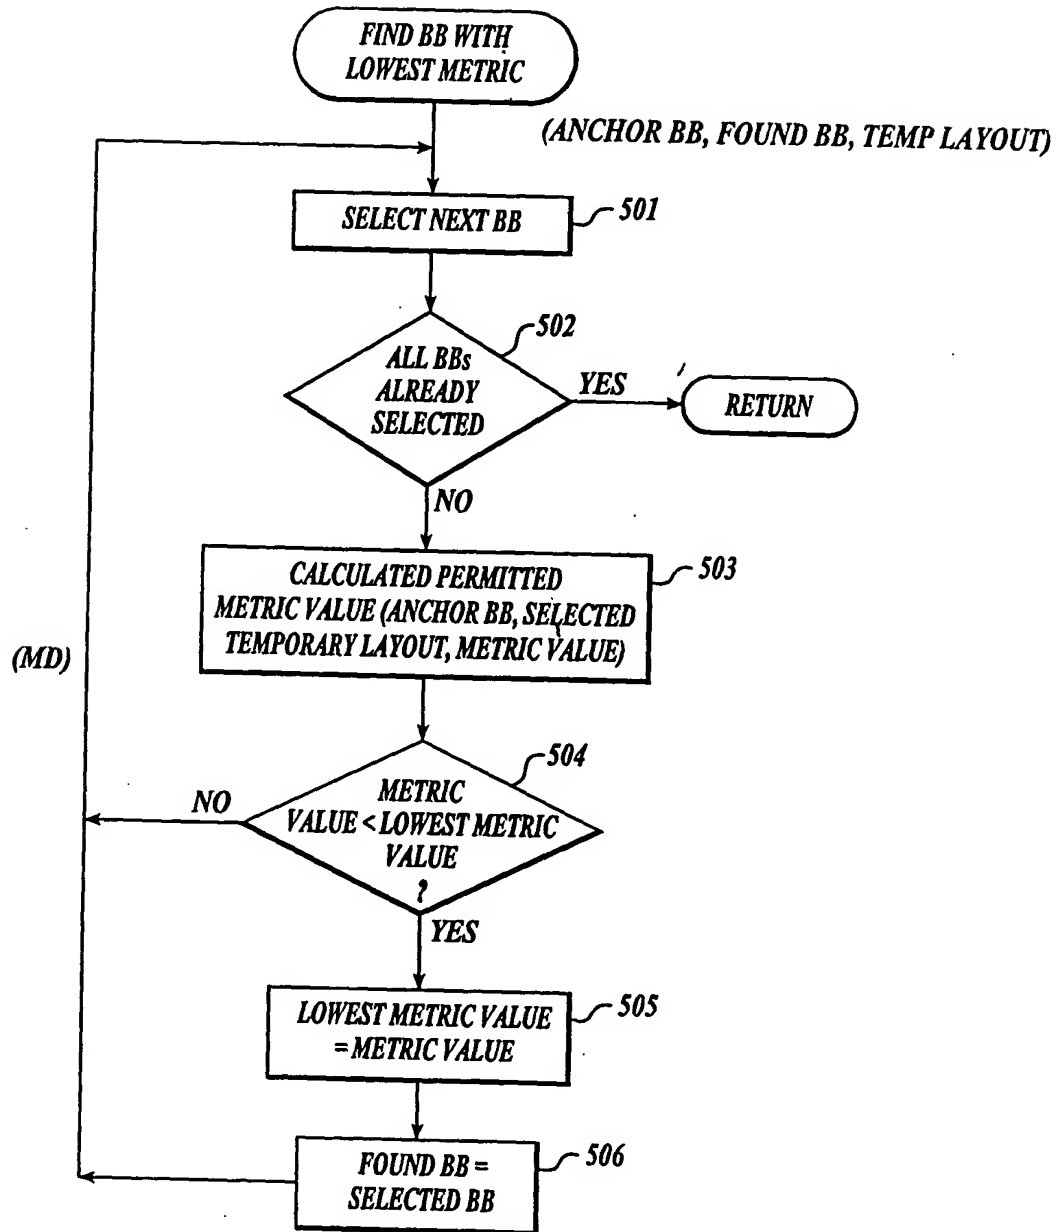 FIND BB WITH
LOWEST METRIC
(ANCHOR BB, FOUND BB, TEMP LAYOUT)
SELECT NEXT BB
501
502
ALL BBs
ALREADY
SELECTED
YES
RETURN
NO
503
CALCULATED PERMITTED
METRIC VALUE (ANCHOR BB, SELECTED
TEMPORARY LAYOUT, METRIC VALUE)
(MD)
504
METRIC
VALUE < LOWEST METRIC
VALUE
?
NO
YES
505
LOWEST METRIC VALUE
= METRIC VALUE
506
FOUND BB =
SELECTED BB